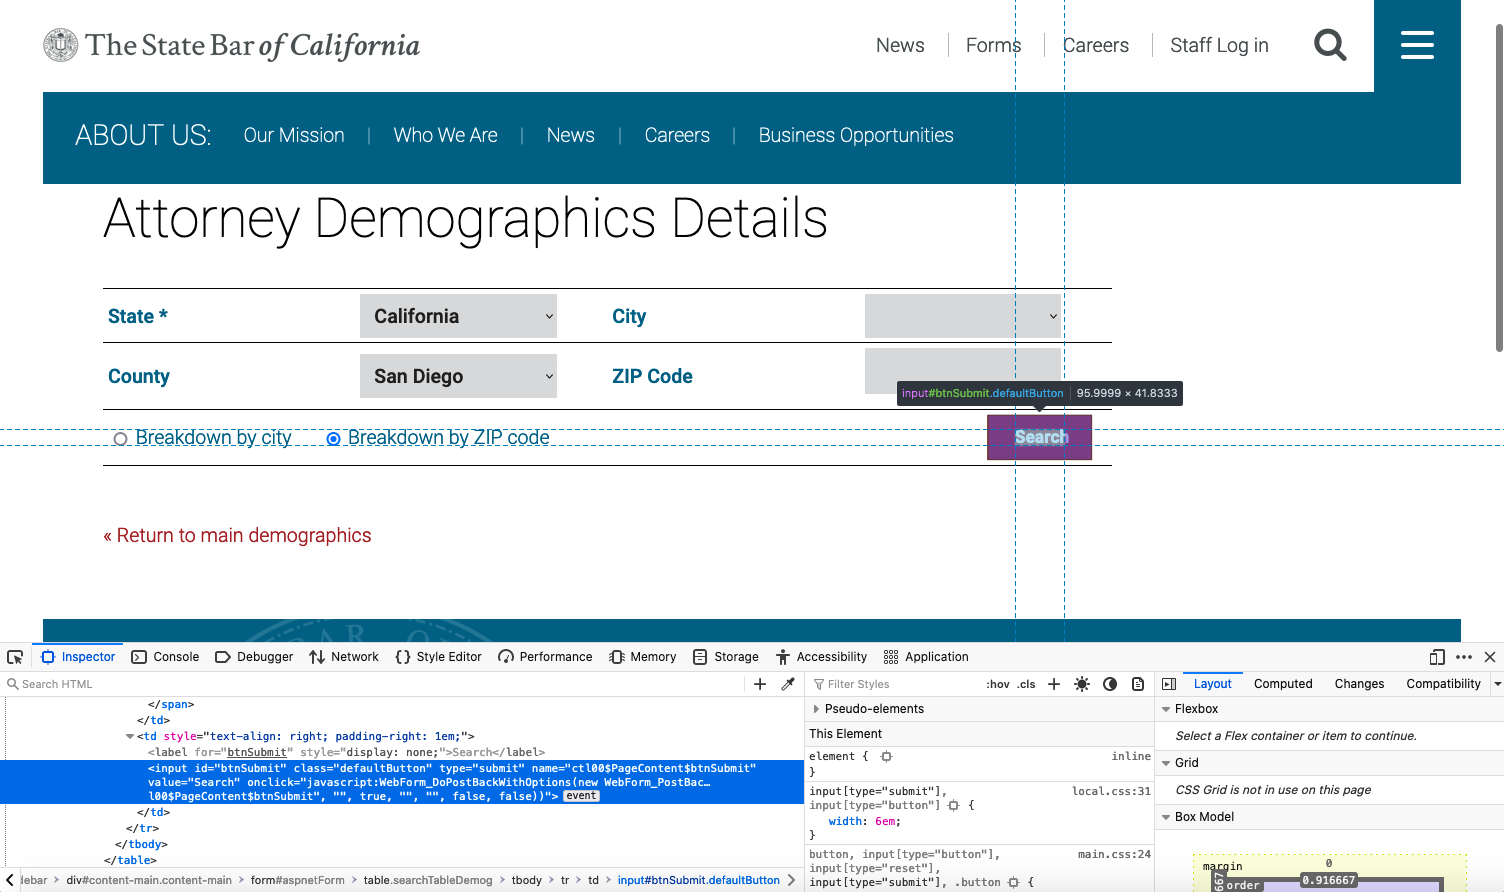 The State Bar of California
News
Forms
Careers
Staff Log in
ABOUT US:
Our Mission
Who We Are
News
Careers
Business Opportunities
Attorney Demographics Details
State *
California
City
County
San Diego
ZIP Code
input#btnSubmit.defaultButton
95.9999 × 41.8333
Breakdown by city
Breakdown by ZIP code
Search
« Return to main demographics
BAR O
Inspector
Console
Debugger
Network
Style Editor
Performance
Memory
Storage
Accessibility
Application
Search HTML
Filter Styles
:hov .cls
Layout
Computed
Changes
Compatibility
</span>
</td>
<td style="text-align: right; padding-right: 1em;">
<label for="btnSubmit" style="display: none;">Search</label>
<input id="btnSubmit" class="defaultButton" type="submit" name="ctl00$PageContent$btnSubmit"
value="Search" onclick="javascript:WebForm_DoPostBackWithOptions(new WebForm_PostBac…
l00$PageContent$btnSubmit", "", true, "", "", false, false))"> event
</td>
</tr>
</tbody>
</table>
Pseudo-elements
This Element
element { inline
}
input[type="submit"], local.css:31
input[type="button"] {
width: 6em;
}
button, input[type="button"], main.css:24
input[type="reset"],
input[type="submit"], .button {
Flexbox
Select a Flex container or item to continue.
Grid
CSS Grid is not in use on this page
Box Model
margin
0
order
0.916667
667
debar
div#content-main.content-main
form#aspnetForm
table.searchTableDemog
tbody
tr
td
input#btnSubmit.defaultButton